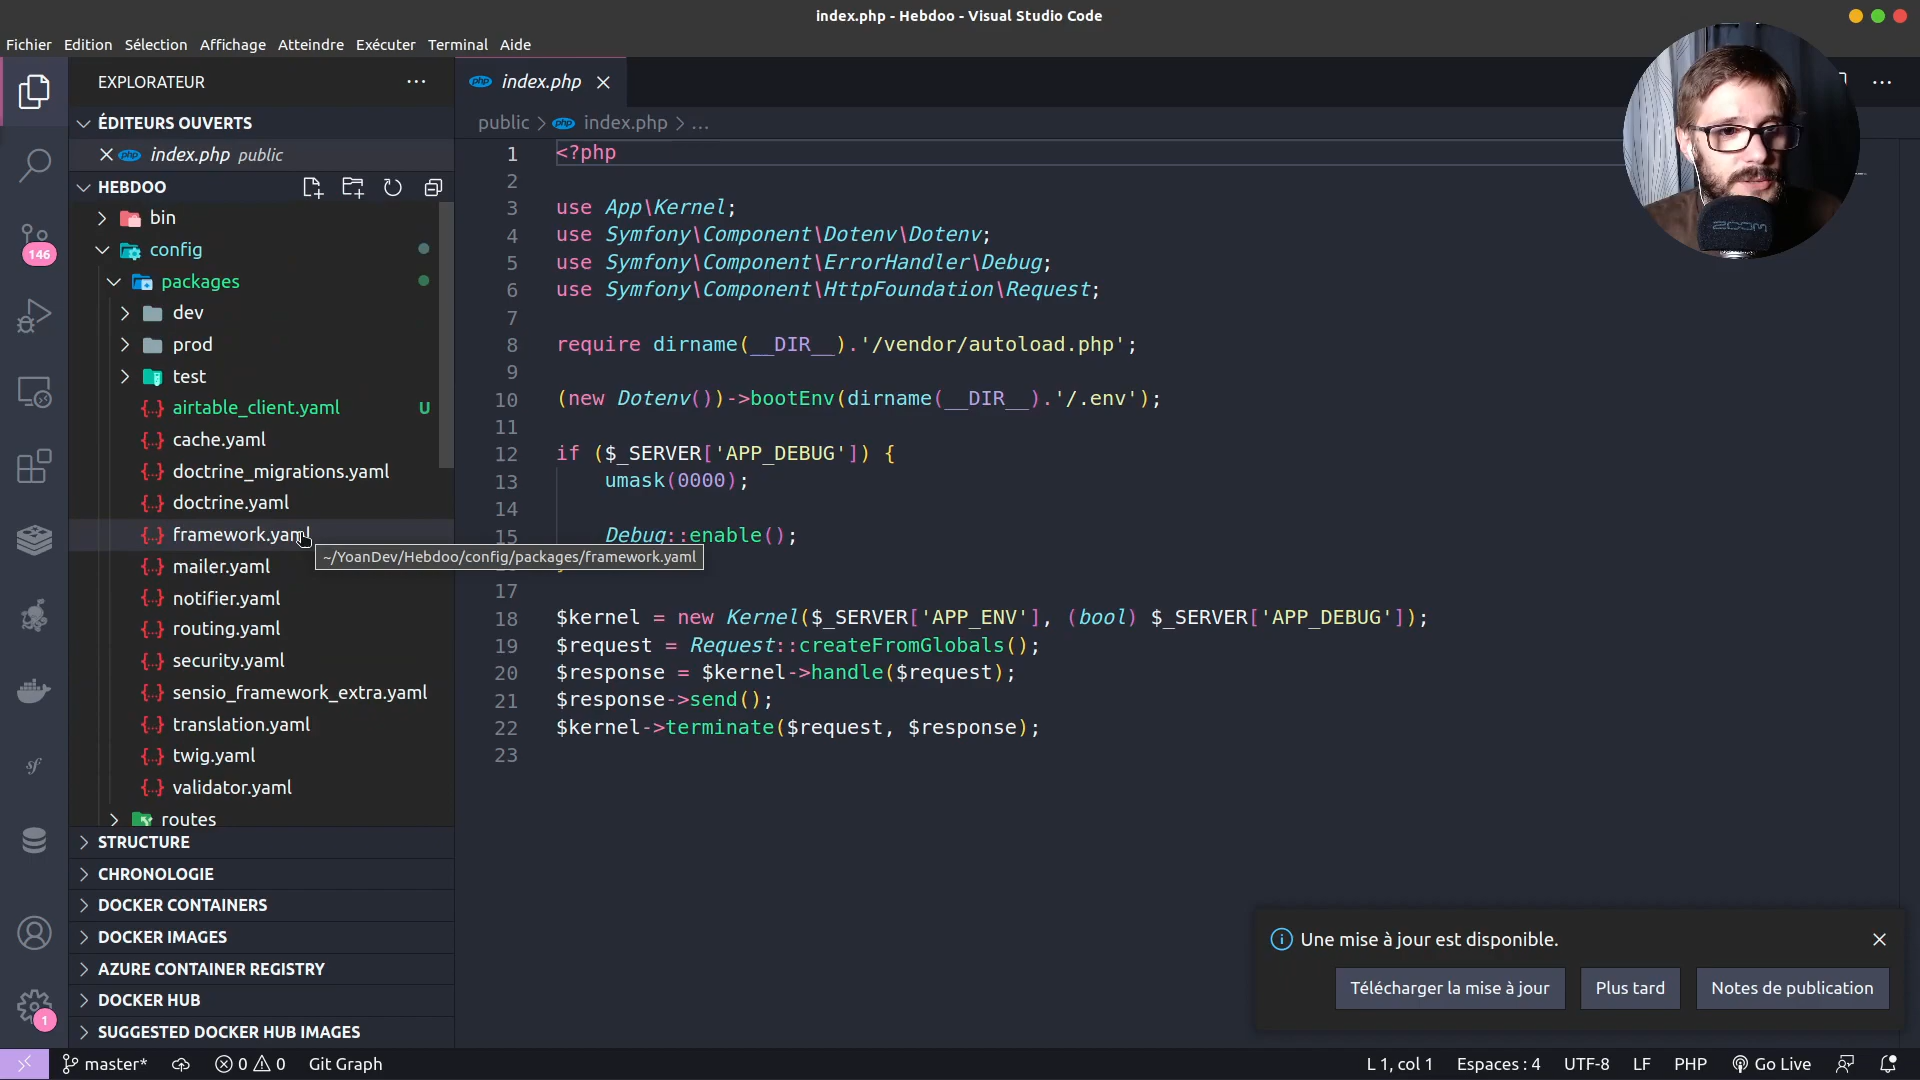 index.php - Hebdoo - Visual Studio Code
Fichier Edition Sélection Affichage Atteindre Exécuter Terminal Aide
EXPLORATEUR
ÉDITEURS OUVERTS
index.php public
HEBDOO
bin
config
packages
dev
prod
test
airtable_client.yaml U
cache.yaml
doctrine_migrations.yaml
doctrine.yaml
framework.yaml
~/YoanDev/Hebdoo/config/packages/framework.yaml
mailer.yaml
notifier.yaml
routing.yaml
security.yaml
sensio_framework_extra.yaml
translation.yaml
twig.yaml
validator.yaml
routes
STRUCTURE
CHRONOLOGIE
DOCKER CONTAINERS
DOCKER IMAGES
AZURE CONTAINER REGISTRY
DOCKER HUB
SUGGESTED DOCKER HUB IMAGES
146
sf
1
php index.php
public > php index.php > ...
1 <?php
2
3 use App\Kernel;
4 use Symfony\Component\Dotenv\Dotenv;
5 use Symfony\Component\ErrorHandler\Debug;
6 use Symfony\Component\HttpFoundation\Request;
7
8 require dirname(__DIR__).'/vendor/autoload.php';
9
10 (new Dotenv())->bootEnv(dirname(__DIR__).'/.env');
11
12 if ($_SERVER['APP_DEBUG']) {
13 umask(0000);
14
15 Debug::enable();
17
18 $kernel = new Kernel($_SERVER['APP_ENV'], (bool) $_SERVER['APP_DEBUG']);
19 $request = Request::createFromGlobals();
20 $response = $kernel->handle($request);
21 $response->send();
22 $kernel->terminate($request, $response);
23
zoom
Une mise à jour est disponible.
Télécharger la mise à jour Plus tard Notes de publication
master* 0 0 Git Graph L 1, col 1 Espaces : 4 UTF-8 LF PHP Go Live